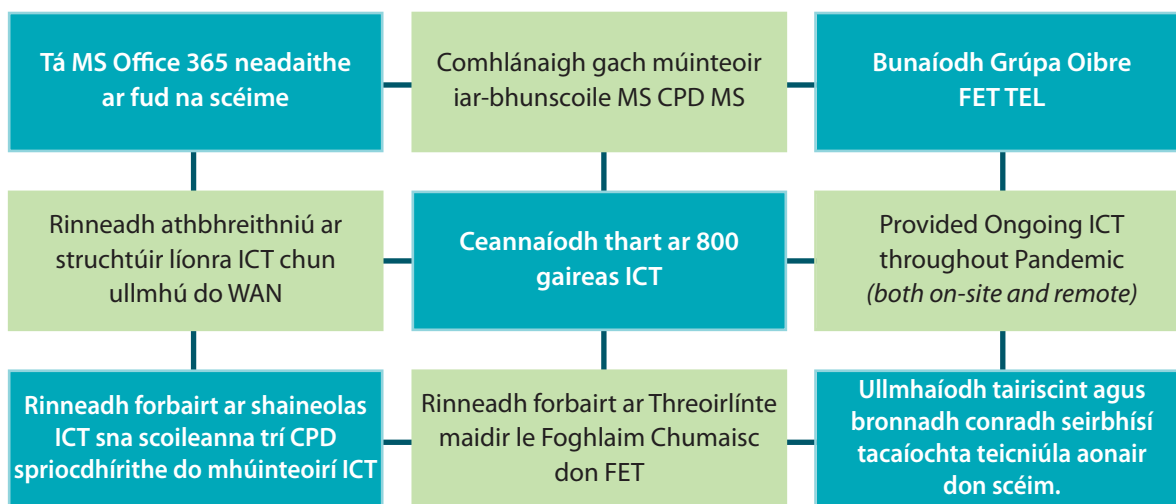 Tá MS Office 365 neadaithe
ar fud na scéime
Comhlánaigh gach múinteoir
iar-bhunscoile MS CPD MS
Bunaíodh Grúpa Oibre
FET TEL
Rinneadh athbhreithniú ar
struchtúir líonra ICT chun
ullmhú do WAN
Ceannaíodh thart ar 800
gaireas ICT
Provided Ongoing ICT
throughout Pandemic
(both on-site and remote)
Rinneadh forbairt ar shaineolas
ICT sna scoileanna trí CPD
spriocdhírithe do mhúinteoirí ICT
Rinneadh forbairt ar Threoirlínte
maidir le Foghlaim Chumaisc
don FET
Ullmhaíodh tairiscint agus
bronnadh conradh seirbhísí
tacaíochta teicniúla aonair
don scéim.